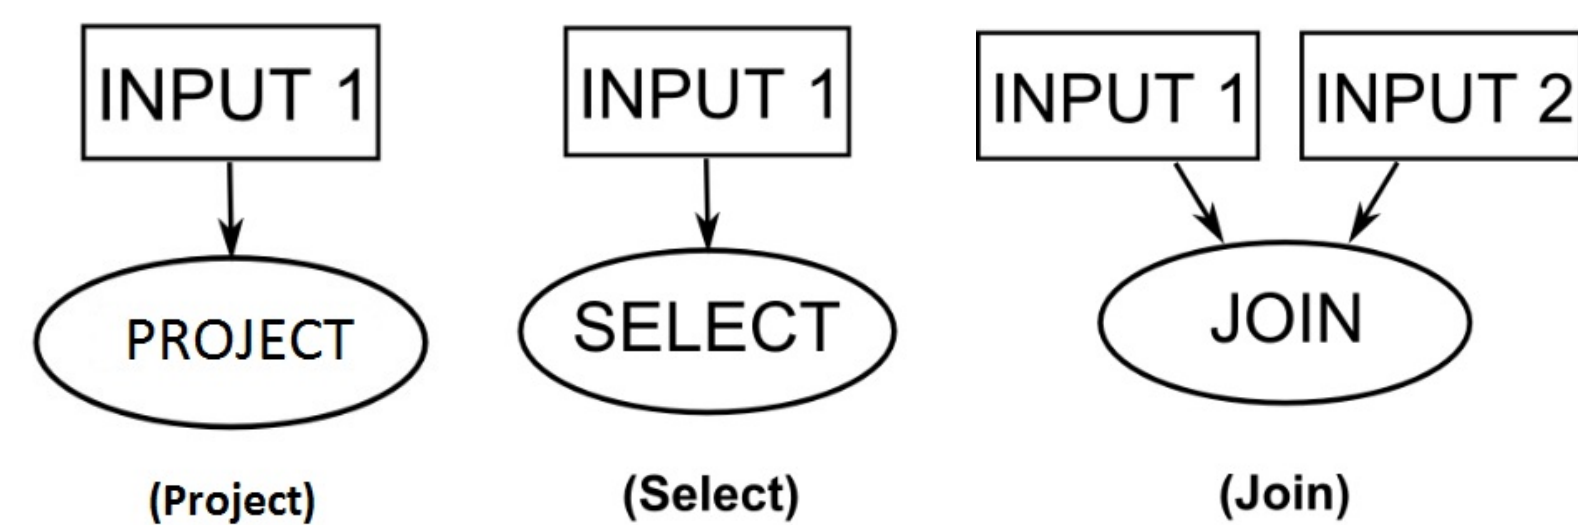 INPUT 1
PROJECT
(Project)
INPUT 1
SELECT
(Select)
INPUT 1
INPUT 2
JOIN
(Join)